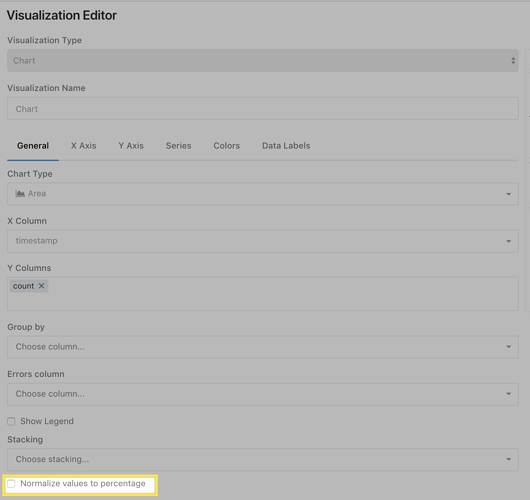 Visualization Editor
Visualization Type
Chart
Visualization Name
Chart
General X Axis Y Axis Series Colors Data Labels
Chart Type
Area
X Column
timestamp
Y Columns
count ×
Group by
Choose column...
Errors column
Choose column...
Show Legend
Stacking
Choose stacking...
Normalize values to percentage